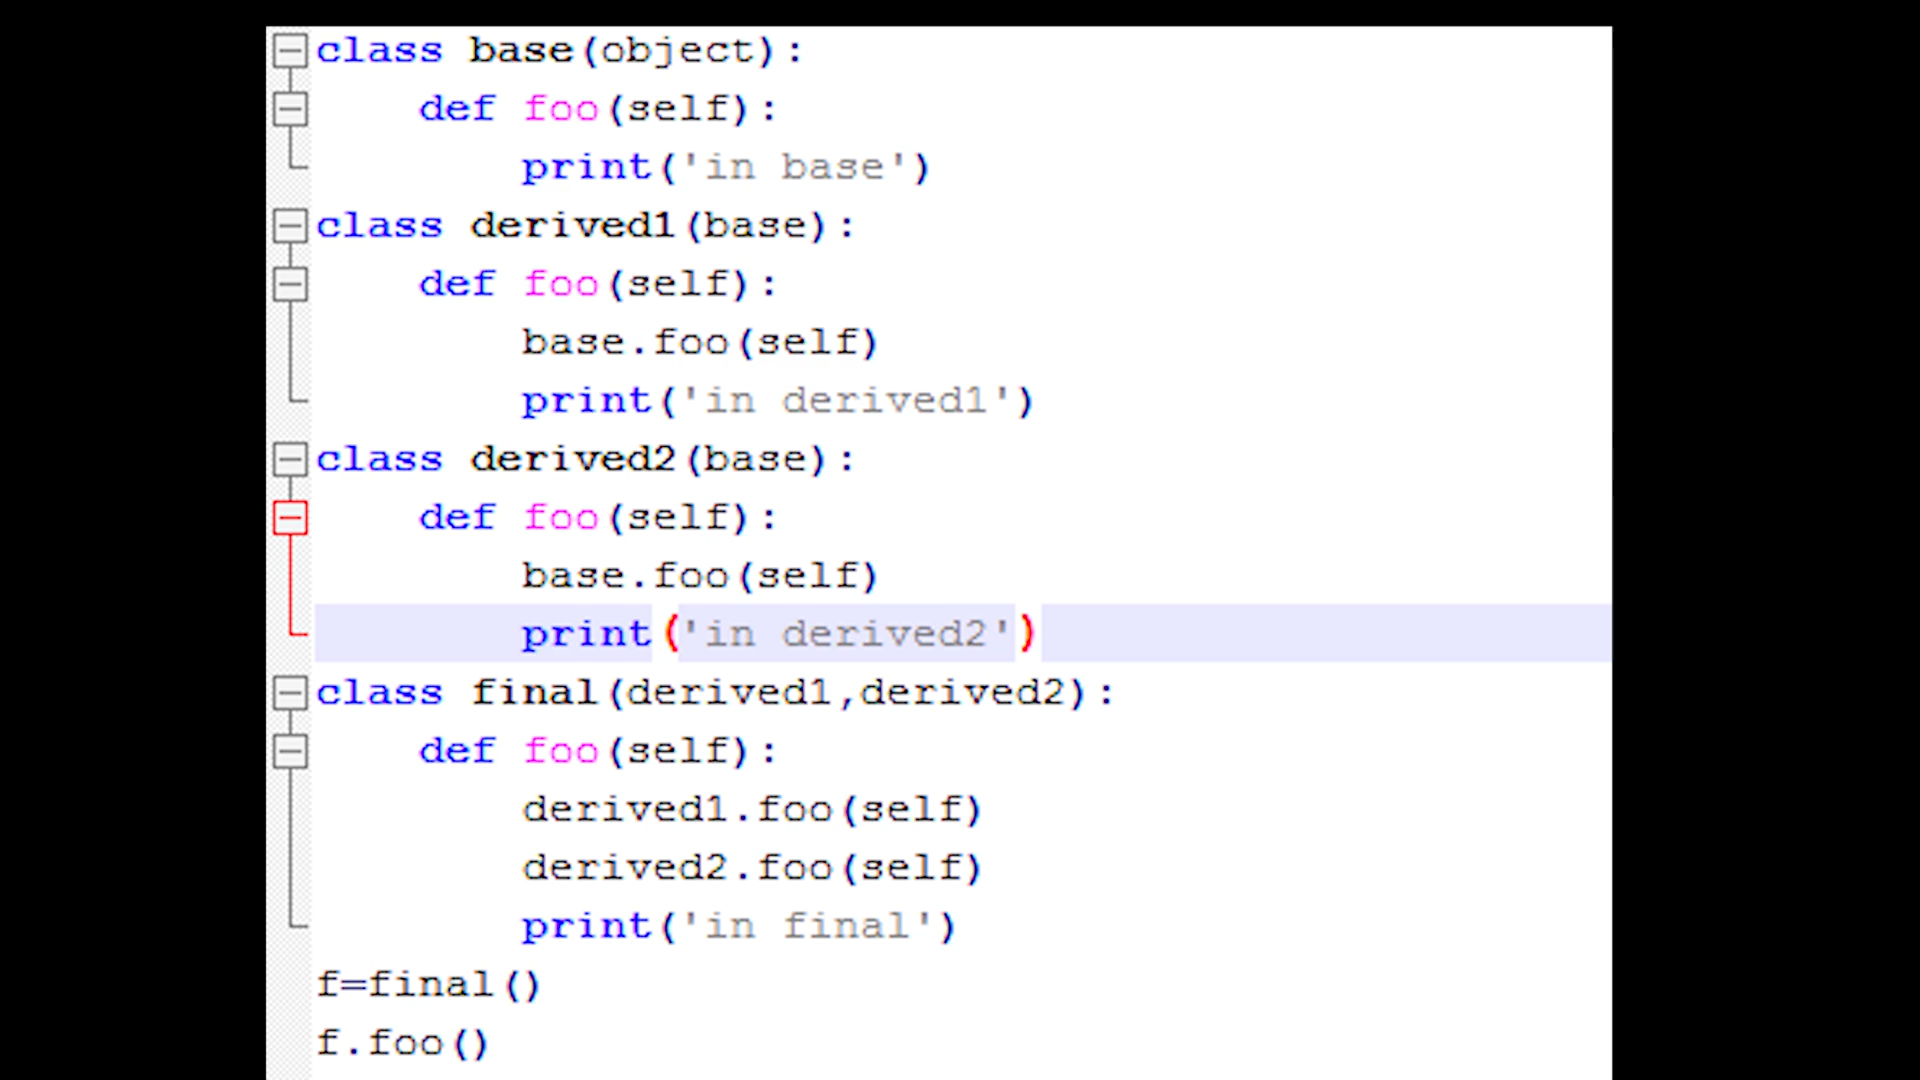 class base(object):
    def foo(self):
        print('in base')
class derived1(base):
    def foo(self):
        base.foo(self)
        print('in derived1')
class derived2(base):
    def foo(self):
        base.foo(self)
        print('in derived2')
class final(derived1,derived2):
    def foo(self):
        derived1.foo(self)
        derived2.foo(self)
        print('in final')
f=final()
f.foo()